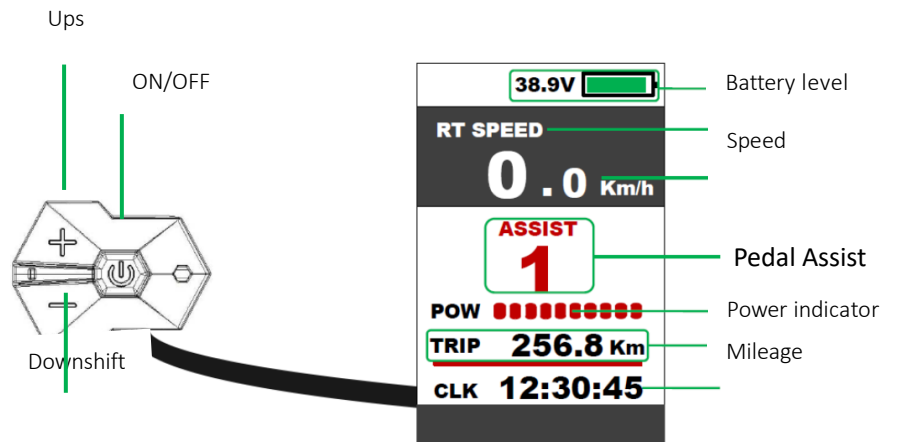 Ups
ON/OFF
Downshift
38.9V
Battery level
RT SPEED
Speed
0.0 Km/h
ASSIST
1
Pedal Assist
POW
Power indicator
TRIP 256.8 Km
Mileage
CLK 12:30:45